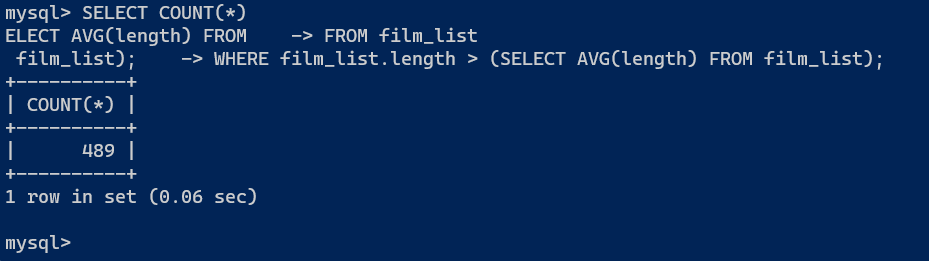 mysql> SELECT COUNT(*)
ELECT AVG(length) FROM    -> FROM film_list
 film_list);    -> WHERE film_list.length > (SELECT AVG(length) FROM film_list);
+----------+
| COUNT(*) |
+----------+
|      489 |
+----------+
1 row in set (0.06 sec)

mysql>